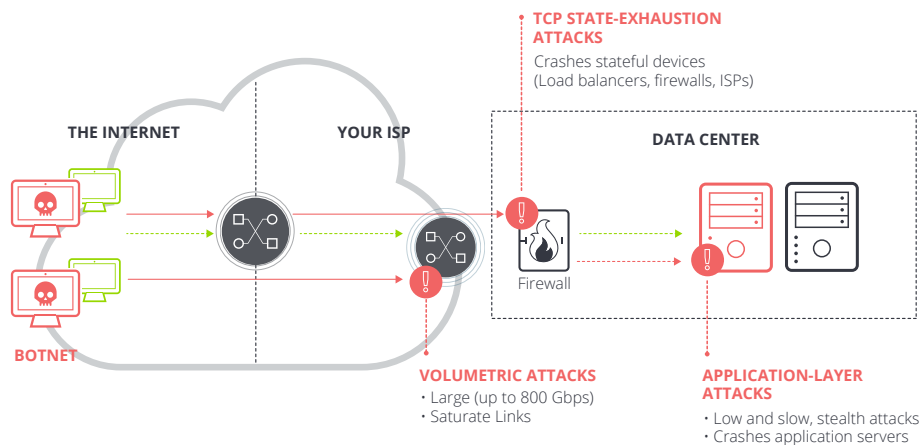 TCP STATE-EXHAUSTION
ATTACKS
Crashes stateful devices
(Load balancers, firewalls, ISPs)
THE INTERNET
YOUR ISP
DATA CENTER
Firewall
BOTNET
VOLUMETRIC ATTACKS
• Large (up to 800 Gbps)
• Saturate Links
APPLICATION-LAYER
ATTACKS
• Low and slow, stealth attacks
• Crashes application servers